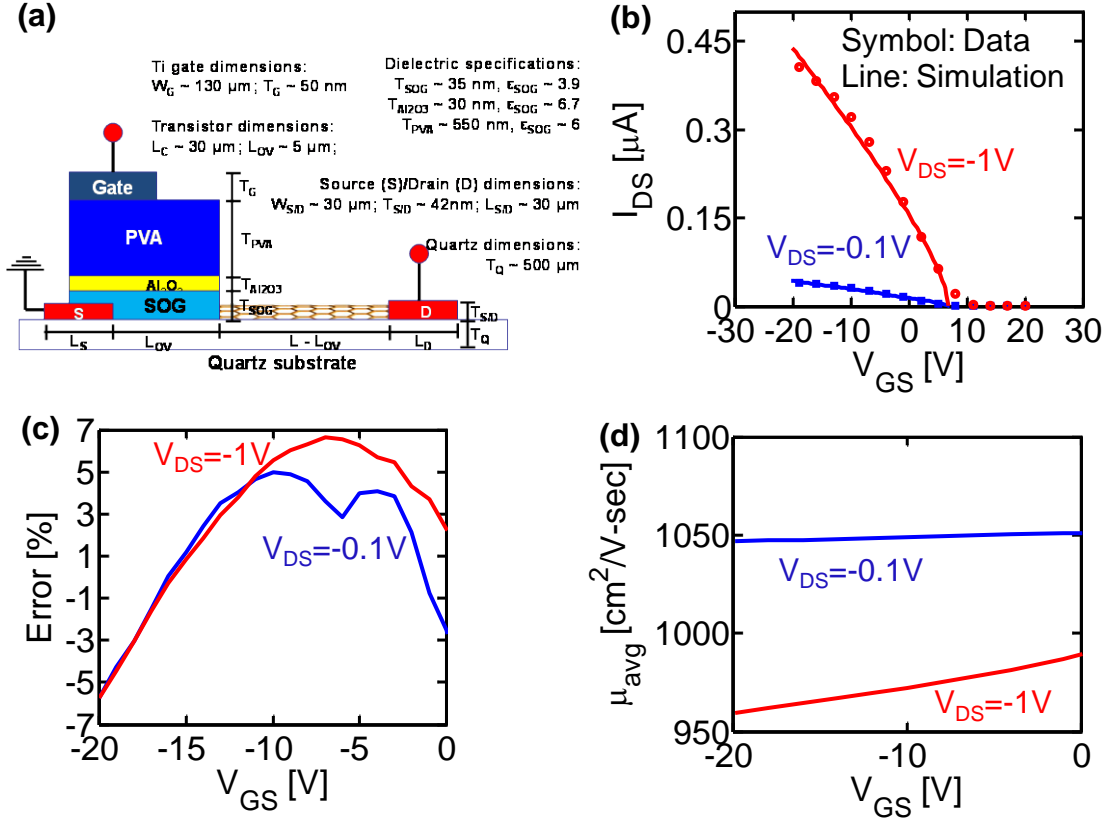 (a)
Ti gate dimensions:
W_G ~ 130 µm; T_G ~ 50 nm
Transistor dimensions:
L_C ~ 30 µm; L_OV ~ 5 µm;
Dielectric specifications:
T_SOG ~ 35 nm, ε_SOG ~ 3.9
T_Al2O3 ~ 30 nm, ε_SOG ~ 6.7
T_PVA ~ 550 nm, ε_SOG ~ 6
Source (S)/Drain (D) dimensions:
W_S/D ~ 30 µm; T_S/D ~ 42nm; L_S/D ~ 30 µm
Quartz dimensions:
T_Q ~ 500 µm
Gate
T_G
PVA
T_PVA
Al2O3
T_Al2O3
SOG
T_SOG
S
D
T_S/D
T_Q
L_S
L_OV
L - L_OV
L_D
Quartz substrate
(b)
I_DS [µA]
0.45
0.3
0.15
0
Symbol: Data
Line: Simulation
V_DS=-1V
V_DS=-0.1V
-30 -20 -10 0 10 20 30
V_GS [V]
(c)
Error [%]
7
5
3
1
-1
-3
-5
-7
V_DS=-1V
V_DS=-0.1V
-20 -15 -10 -5 0
V_GS [V]
(d)
µ_avg [cm²/V-sec]
1100
1050
1000
950
V_DS=-0.1V
V_DS=-1V
-20 -10 0
V_GS [V]